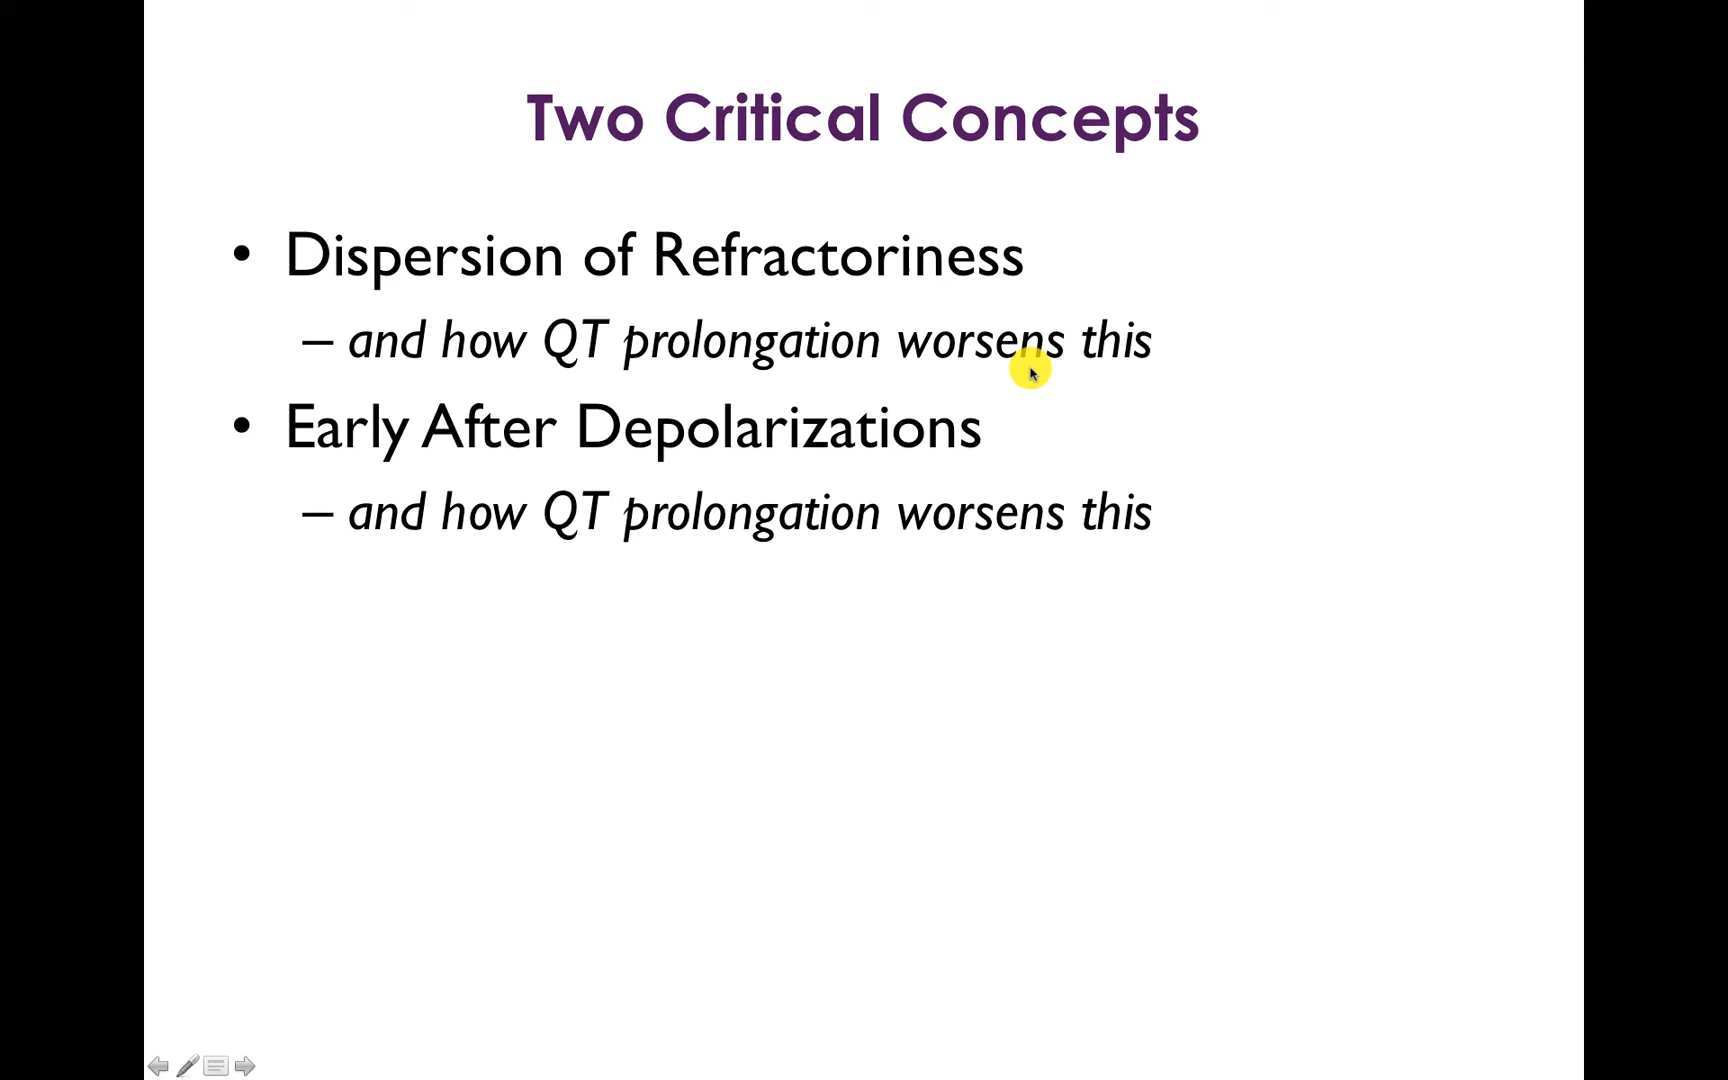 Two Critical Concepts
• Dispersion of Refractoriness
– and how QT prolongation worsens this
• Early After Depolarizations
– and how QT prolongation worsens this